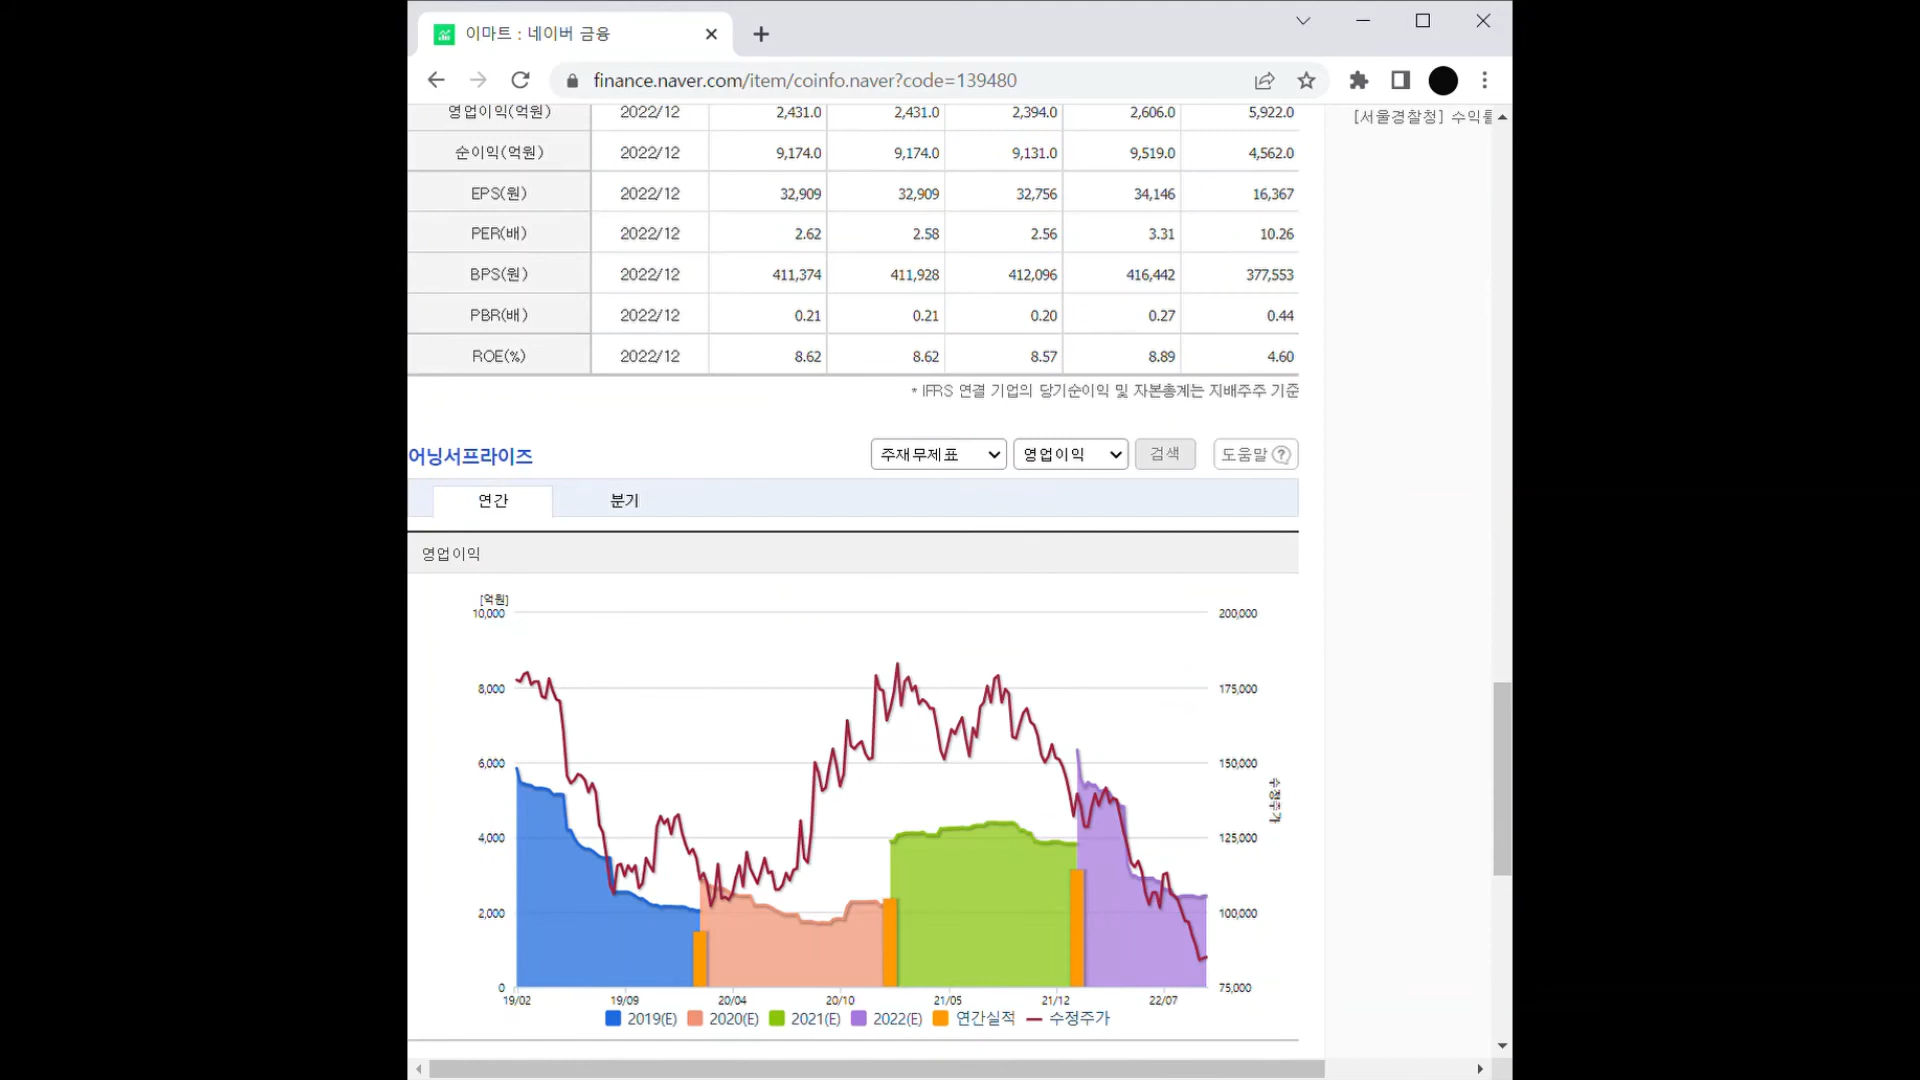 이마트 : 네이버 금융
finance.naver.com/item/coinfo.naver?code=139480
[서울경찰청] 수익률
영업이익(억원) 2022/12 2,431.0 2,431.0 2,394.0 2,606.0 5,922.0
순이익(억원) 2022/12 9,174.0 9,174.0 9,131.0 9,519.0 4,562.0
EPS(원) 2022/12 32,909 32,909 32,756 34,146 16,367
PER(배) 2022/12 2.62 2.58 2.56 3.31 10.26
BPS(원) 2022/12 411,374 411,928 412,096 416,442 377,553
PBR(배) 2022/12 0.21 0.21 0.20 0.27 0.44
ROE(%) 2022/12 8.62 8.62 8.57 8.89 4.60
* IFRS 연결 기업의 당기순이익 및 자본총계는 지배주주 기준
어닝서프라이즈 주재무제표 영업이익 검색 도움말 ?
연간 분기
영업이익
[억원]
10,000 200,000
8,000 175,000
6,000 150,000
수정주가
4,000 125,000
2,000 100,000
0 75,000
19/02 19/09 20/04 20/10 21/05 21/12 22/07
2019(E) 2020(E) 2021(E) 2022(E) 연간실적 수정주가